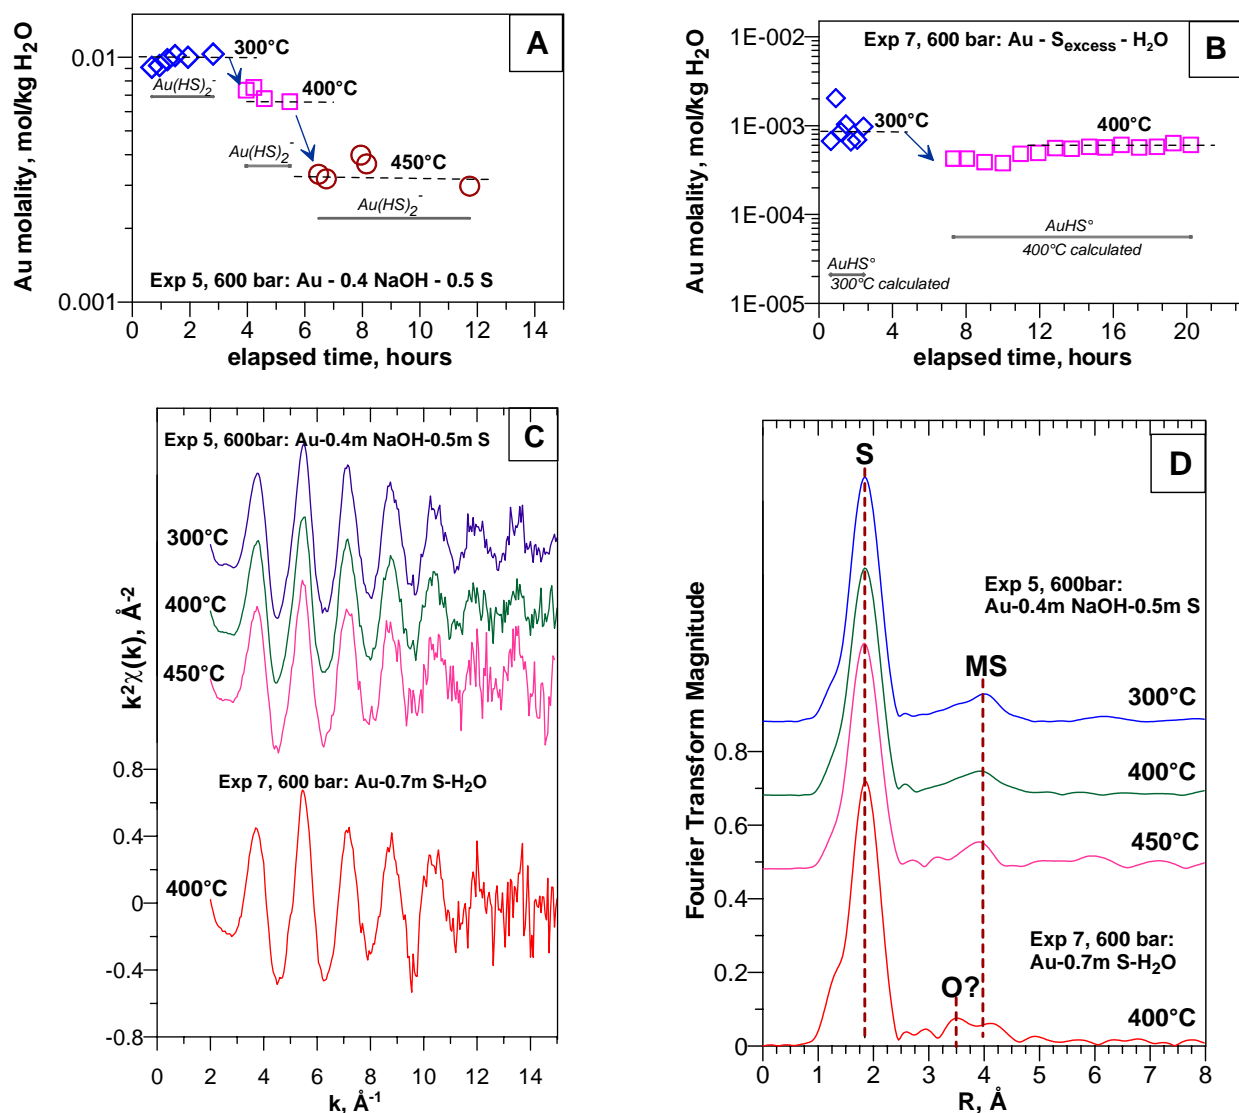 A
0.01
0.001
Au molality, mol/kg H2O
300°C
400°C
450°C
Au(HS)2-
Au(HS)2-
Au(HS)2-
Exp 5, 600 bar: Au - 0.4 NaOH - 0.5 S
0 2 4 6 8 10 12 14
elapsed time, hours
B
1E-002
1E-003
1E-004
1E-005
Au molality, mol/kg H2O
Exp 7, 600 bar: Au - Sexcess - H2O
300°C
400°C
AuHS°
400°C calculated
AuHS°
300°C calculated
0 4 8 12 16 20
elapsed time, hours
C
Exp 5, 600bar: Au-0.4m NaOH-0.5m S
300°C
400°C
450°C
k2χ(k), Å-2
Exp 7, 600 bar: Au-0.7m S-H2O
400°C
0.8
0.4
0
-0.4
-0.8
0 2 4 6 8 10 12 14
k, Å-1
D
S
Exp 5, 600bar:
Au-0.4m NaOH-0.5m S
MS
300°C
400°C
450°C
Exp 7, 600 bar:
Au-0.7m S-H2O
O?
400°C
Fourier Transform Magnitude
0.8
0.6
0.4
0.2
0
0 1 2 3 4 5 6 7 8
R, Å